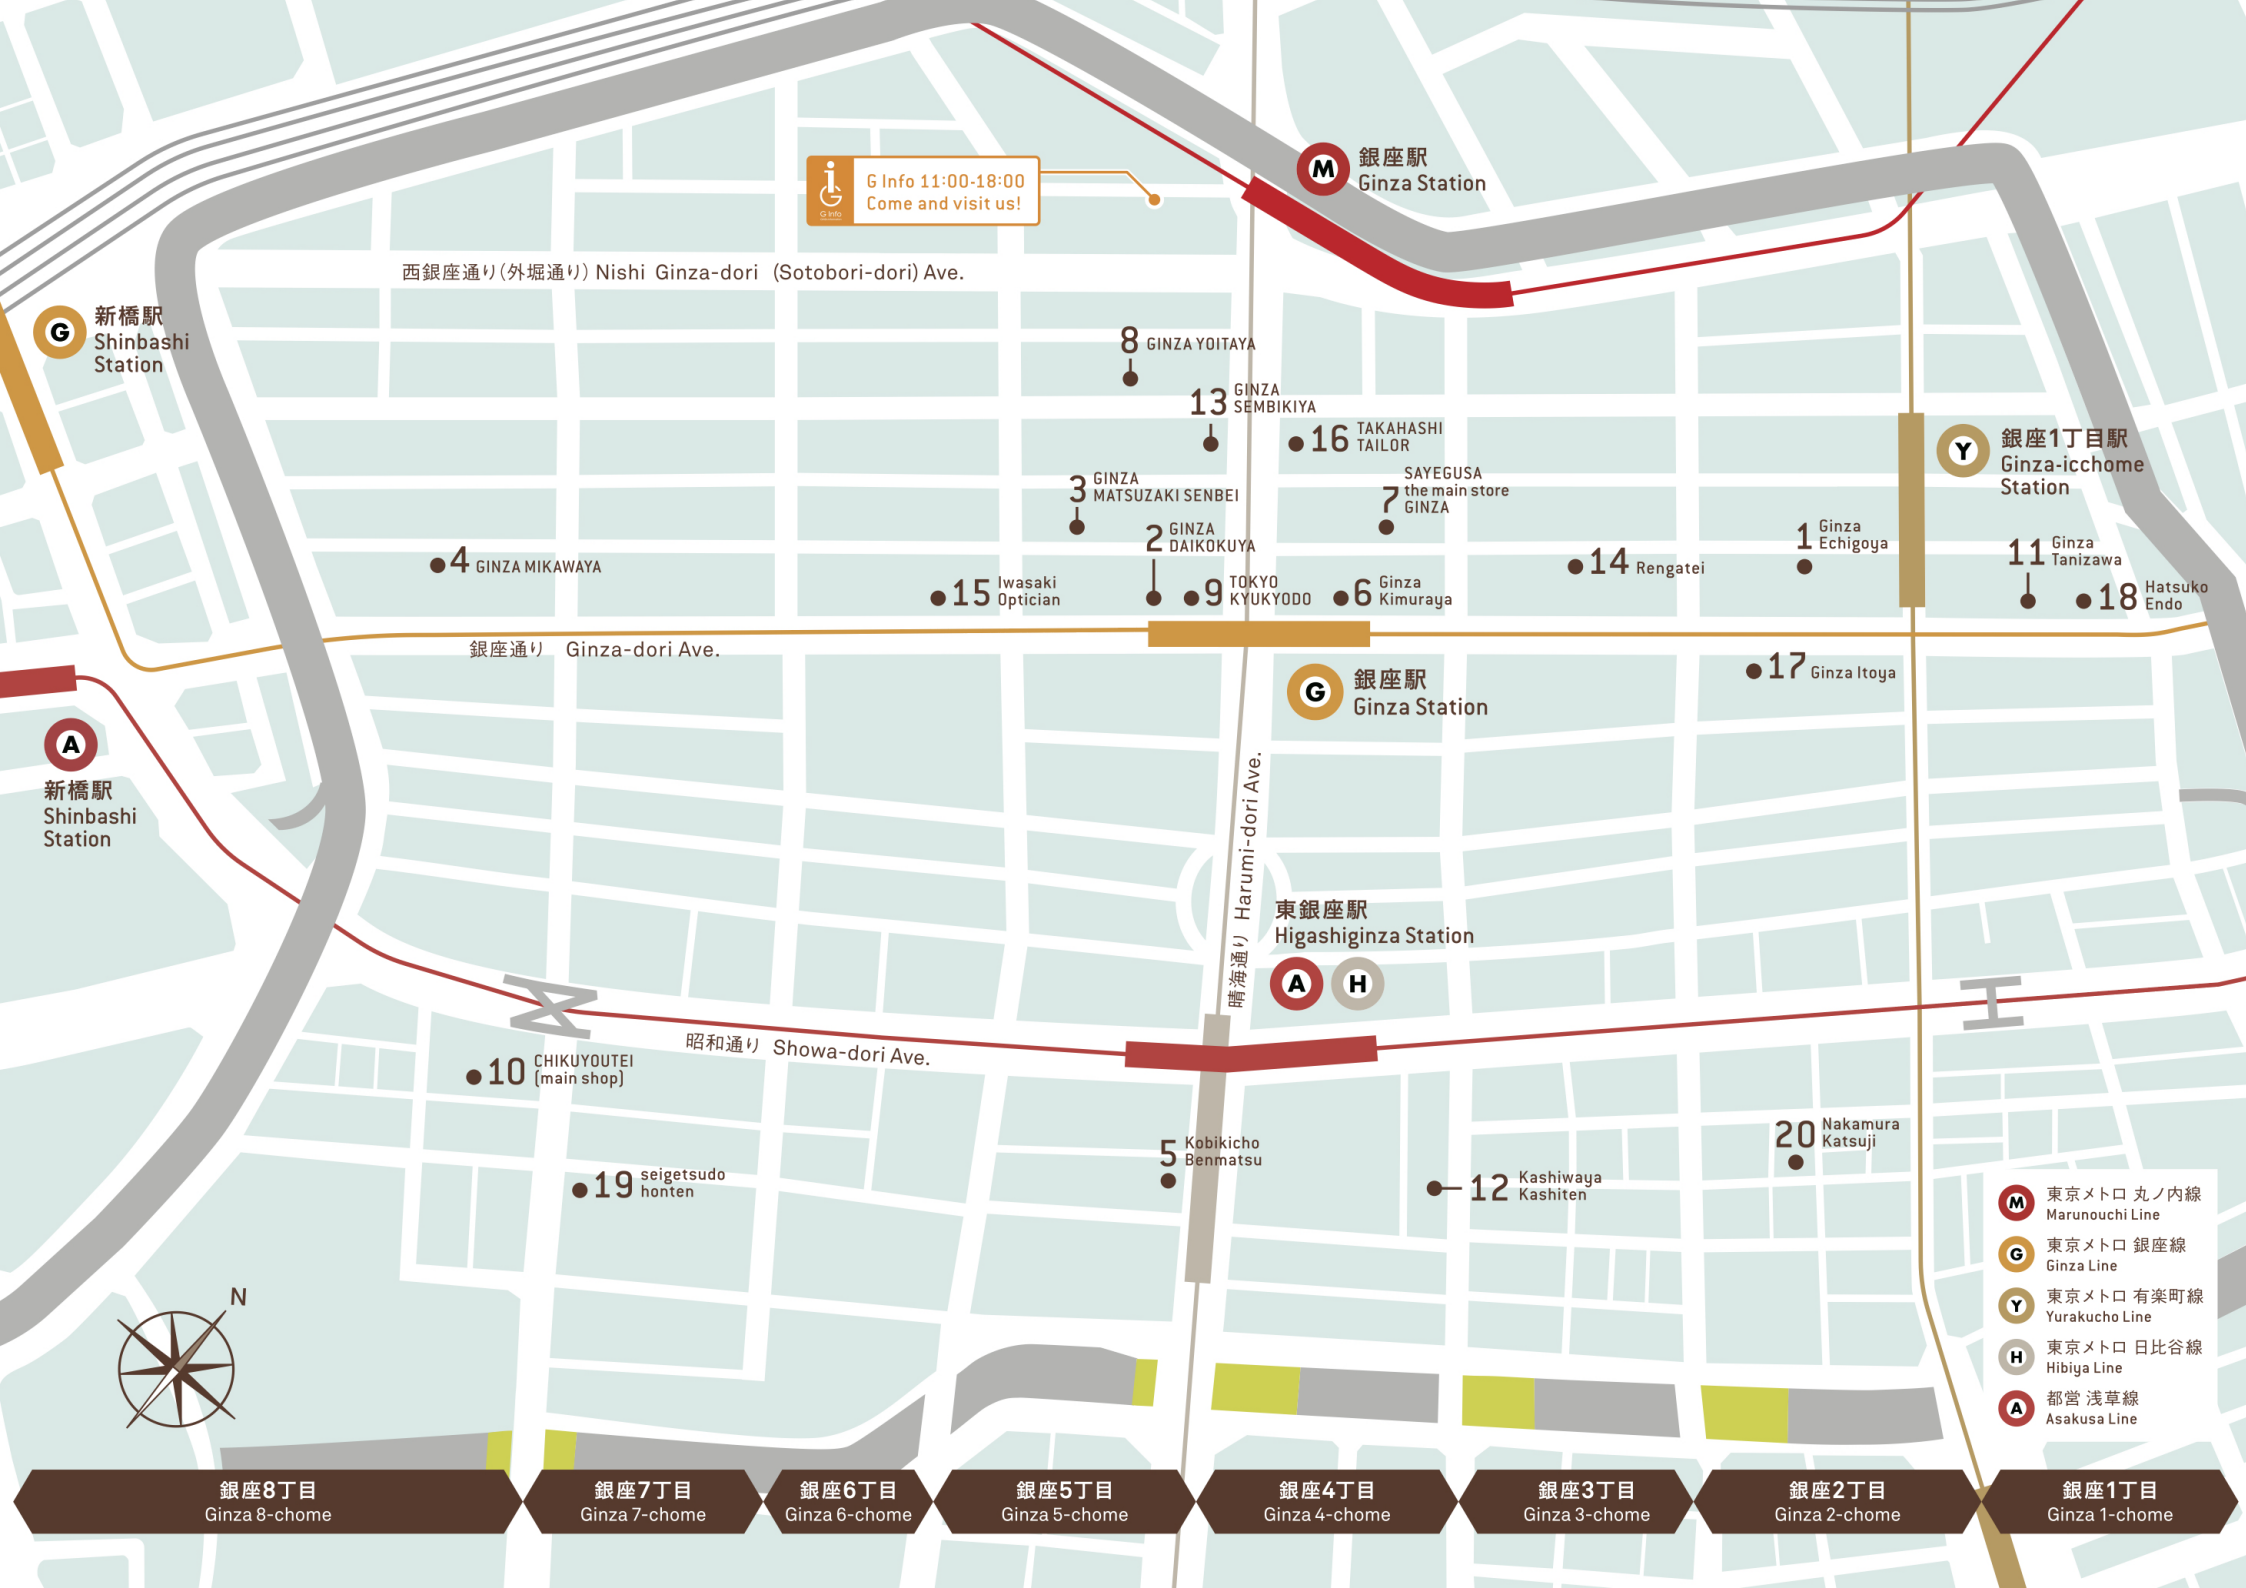 G Info
G Info 11:00-18:00
Come and visit us!
M
銀座駅
Ginza Station
西銀座通り(外堀通り) Nishi Ginza-dori (Sotobori-dori) Ave.
G
新橋駅
Shinbashi
Station
8 GINZA YOITAYA
13 GINZA
SEMBIKIYA
16 TAKAHASHI
TAILOR
Y
銀座1丁目駅
Ginza-icchome
Station
3 GINZA
MATSUZAKI SENBEI
7 SAYEGUSA
the main store
GINZA
2 GINZA
DAIKOKUYA
1 Ginza
Echigoya
11 Ginza
Tanizawa
4 GINZA MIKAWAYA
14 Rengatei
15 Iwasaki
Optician
9 TOKYO
KYUKYODO
6 Ginza
Kimuraya
18 Hatsuko
Endo
銀座通り Ginza-dori Ave.
17 Ginza Itoya
G
銀座駅
Ginza Station
A
新橋駅
Shinbashi
Station
晴海通り Harumi-dori Ave.
東銀座駅
Higashiginza Station
A H
昭和通り Showa-dori Ave.
10 CHIKUYOUTEI
(main shop)
5 Kobikicho
Benmatsu
20 Nakamura
Katsuji
19 seigetsudo
honten
12 Kashiwaya
Kashiten
N
M 東京メトロ 丸ノ内線
Marunouchi Line
G 東京メトロ 銀座線
Ginza Line
Y 東京メトロ 有楽町線
Yurakucho Line
H 東京メトロ 日比谷線
Hibiya Line
A 都営 浅草線
Asakusa Line
銀座8丁目
Ginza 8-chome
銀座7丁目
Ginza 7-chome
銀座6丁目
Ginza 6-chome
銀座5丁目
Ginza 5-chome
銀座4丁目
Ginza 4-chome
銀座3丁目
Ginza 3-chome
銀座2丁目
Ginza 2-chome
銀座1丁目
Ginza 1-chome